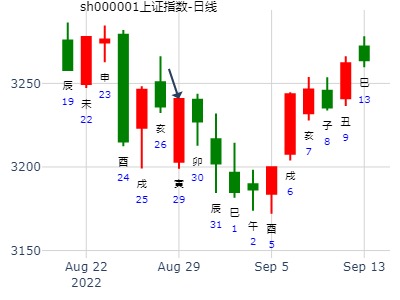 sh000001上证指数-日线
3250
3200
3150
辰
19
未
22
申
23
酉
24
戌
25
亥
26
寅
29
卯
30
辰
31
巳
1
午
2
酉
5
戌
6
亥
7
子
8
丑
9
巳
13
Aug 22
2022
Aug 29
Sep 5
Sep 13